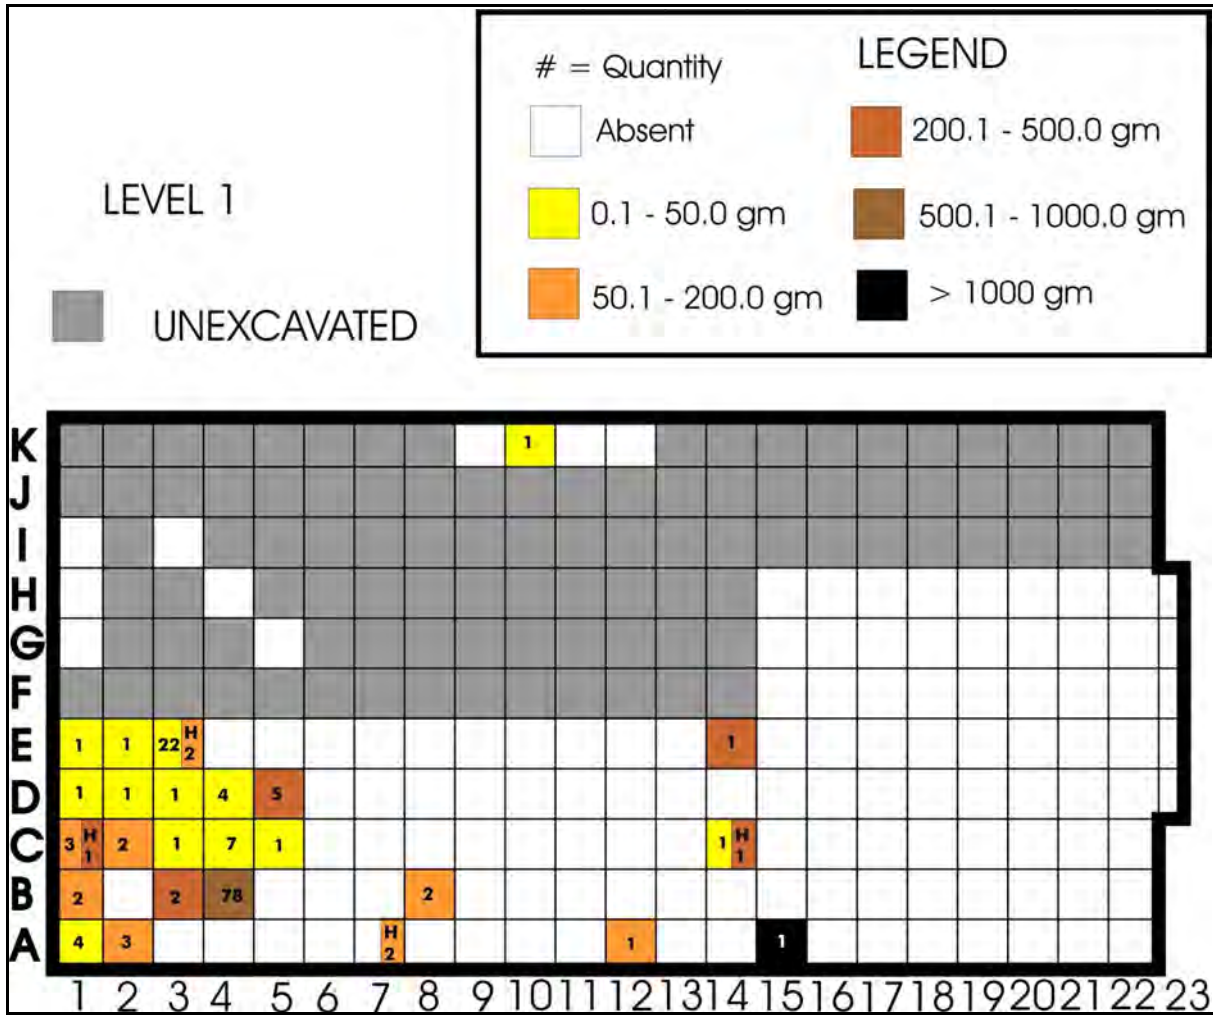 # = Quantity
LEGEND
Absent
200.1 - 500.0 gm
LEVEL 1
0.1 - 50.0 gm
500.1 - 1000.0 gm
50.1 - 200.0 gm
> 1000 gm
UNEXCAVATED
K 1
J
I
H
G
F
E 1 1 22 H 2 1
D 1 1 1 4 5
C 3 H 1 2 1 7 1 1 H 1
B 2 2 78 2
A 4 3 H 2 1 1
1 2 3 4 5 6 7 8 9 10 11 12 13 14 15 16 17 18 19 20 21 22 23